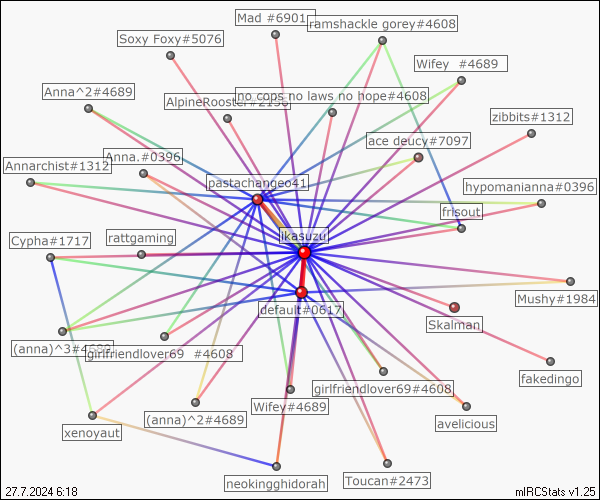 Mad #6901
ramshackle gorey#4608
Soxy Foxy#5076
Wifey  #4689
Anna^2#4689
no cops no laws no hope#4608
AlpineRooster#2156
zibbits#1312
ace deucy#7097
Anna.#0396
Annarchist#1312
pastachangeo41
hypomanianna#0396
frisout
ikasuzu
rattgaming
Cypha#1717
Mushy#1984
default#0617
Skalman
(anna)^3#4689
girlfriendlover69  #4608
fakedingo
girlfriendlover69#4608
Wifey#4689
(anna)^2#4689
avelicious
xenoyaut
Toucan#2473
neokingghidorah
27.7.2024 6:18
mIRCStats v1.25